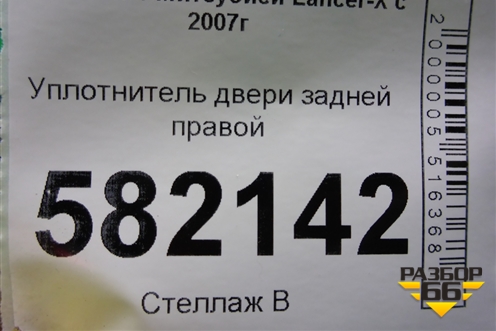 Lancer-X с
2007г
Уплотнитель двери задней
правой
582142
Стеллаж В
2000005516368
РАЗБОР
66